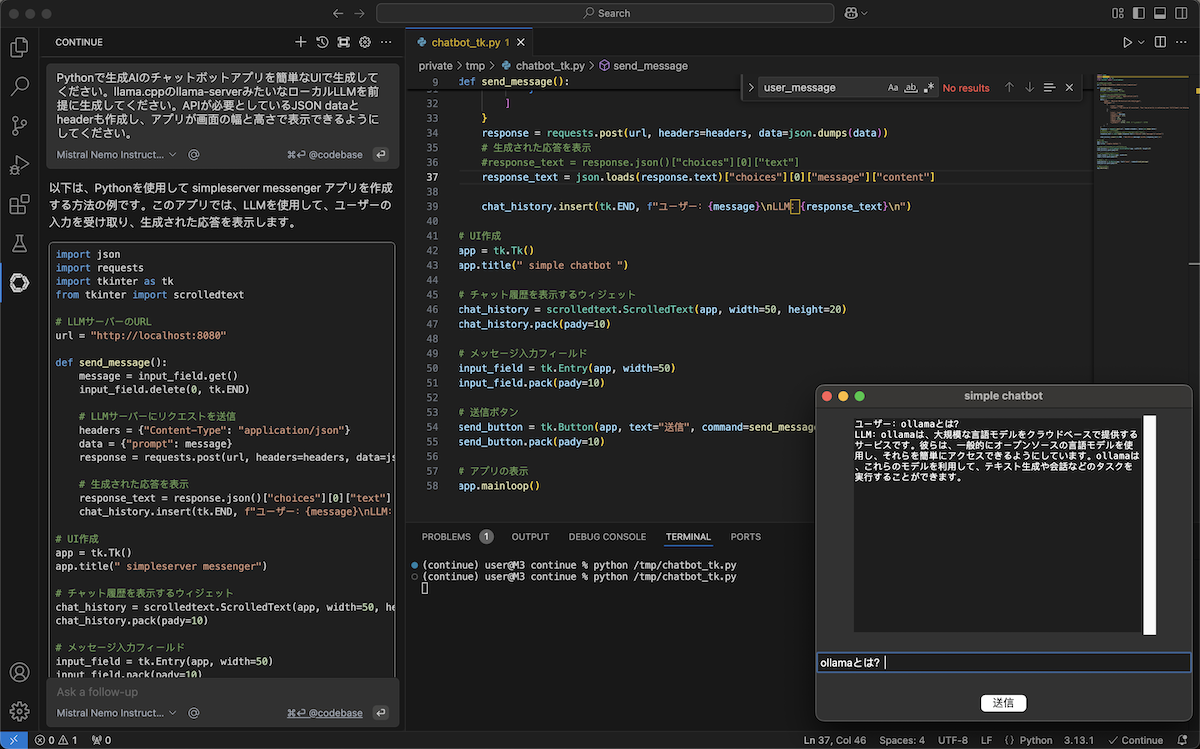 Search
CONTINUE
Pythonで生成AIのチャットボットアプリを簡単なUIで生成して
ください。llama.cppのllama-serverみたいなローカルLLMを前
提に生成してください。APIが必要としているJSON dataと
headerも作成し、アプリが画面の幅と高さで表示できるように
してください。
Mistral Nemo Instruct...
@codebase
以下は、Pythonを使用して simpleserver messenger アプリを作成
する方法の例です。このアプリでは、LLMを使用して、ユーザーの
入力を受け取り、生成された応答を表示します。
import json
import requests
import tkinter as tk
from tkinter import scrolledtext
# LLMサーバーのURL
url = "http://localhost:8080"
def send_message():
message = input_field.get()
input_field.delete(0, tk.END)
# LLMサーバーにリクエストを送信
headers = {"Content-Type": "application/json"}
data = {"prompt": message}
response = requests.post(url, headers=headers, data=js
# 生成された応答を表示
response_text = response.json()["choices"][0]["text"]
chat_history.insert(tk.END, f"ユーザー: {message}\nLLM:
# UI作成
app = tk.Tk()
app.title(" simpleserver messenger")
# チャット履歴を表示するウィジェット
chat_history = scrolledtext.ScrolledText(app, width=50, he
chat_history.pack(pady=10)
# メッセージ入力フィールド
input_field = tk.Entry(app, width=50)
input_field.pack(pady=10)
Ask a follow-up
Mistral Nemo Instruct...
@codebase
chatbot_tk.py 1
private > tmp > chatbot_tk.py > send_message
user_message
Aa ab
No results
9 def send_message():
32 ]
33 }
34 response = requests.post(url, headers=headers, data=json.dumps(data))
35 # 生成された応答を表示
36 #response_text = response.json()["choices"][0]["text"]
37 response_text = json.loads(response.text)["choices"][0]["message"]["content"]
38
39 chat_history.insert(tk.END, f"ユーザー: {message}\nLLM: {response_text}\n")
40
41 # UI作成
42 app = tk.Tk()
43 app.title(" simple chatbot ")
44
45 # チャット履歴を表示するウィジェット
46 chat_history = scrolledtext.ScrolledText(app, width=50, height=20)
47 chat_history.pack(pady=10)
48
49 # メッセージ入力フィールド
50 input_field = tk.Entry(app, width=50)
51 input_field.pack(pady=10)
52
53 # 送信ボタン
54 send_button = tk.Button(app, text="送信", command=send_message
55 send_button.pack(pady=10)
56
57 # アプリの表示
58 app.mainloop()
PROBLEMS 1 OUTPUT DEBUG CONSOLE TERMINAL PORTS
(continue) user@M3 continue % python /tmp/chatbot_tk.py
(continue) user@M3 continue % python /tmp/chatbot_tk.py
simple chatbot
ユーザー: ollamaとは?
LLM: ollamaは、大規模な言語モデルをクラウドベースで提供する
サービスです。彼らは、一般的にオープンソースの言語モデルを使
用し、それらを簡単にアクセスできるようにしています。ollamaは
、これらのモデルを利用して、テキスト生成や会話などのタスクを
実行することができます。
ollamaとは?
送信
0 1 0
Ln 37, Col 46 Spaces: 4 UTF-8 LF {} Python 3.13.1 Continue